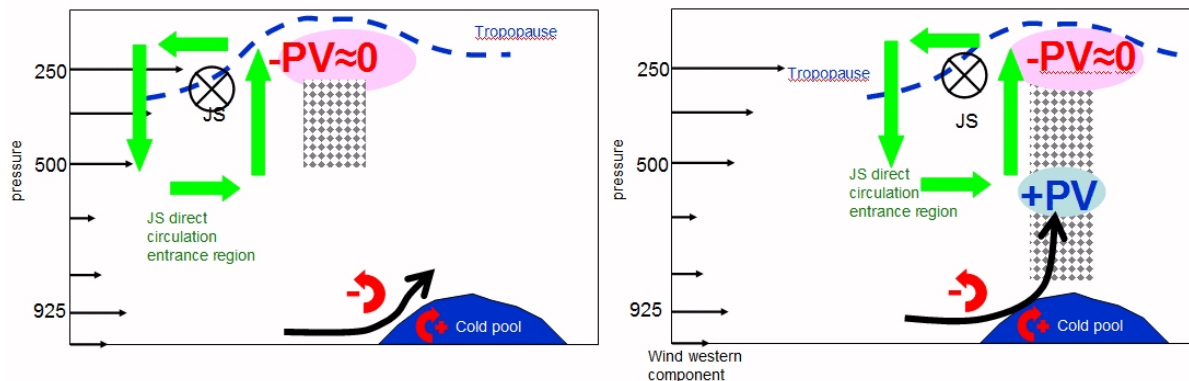 Tropopause
-PV≈0
250
JS
pressure
500
JS direct
circulation
entrance region
925
-
+
Cold pool
-PV≈0
250
Tropopause
JS
pressure
500
JS direct
circulation
entrance region
+PV
925
+
Cold pool
Wind western
component